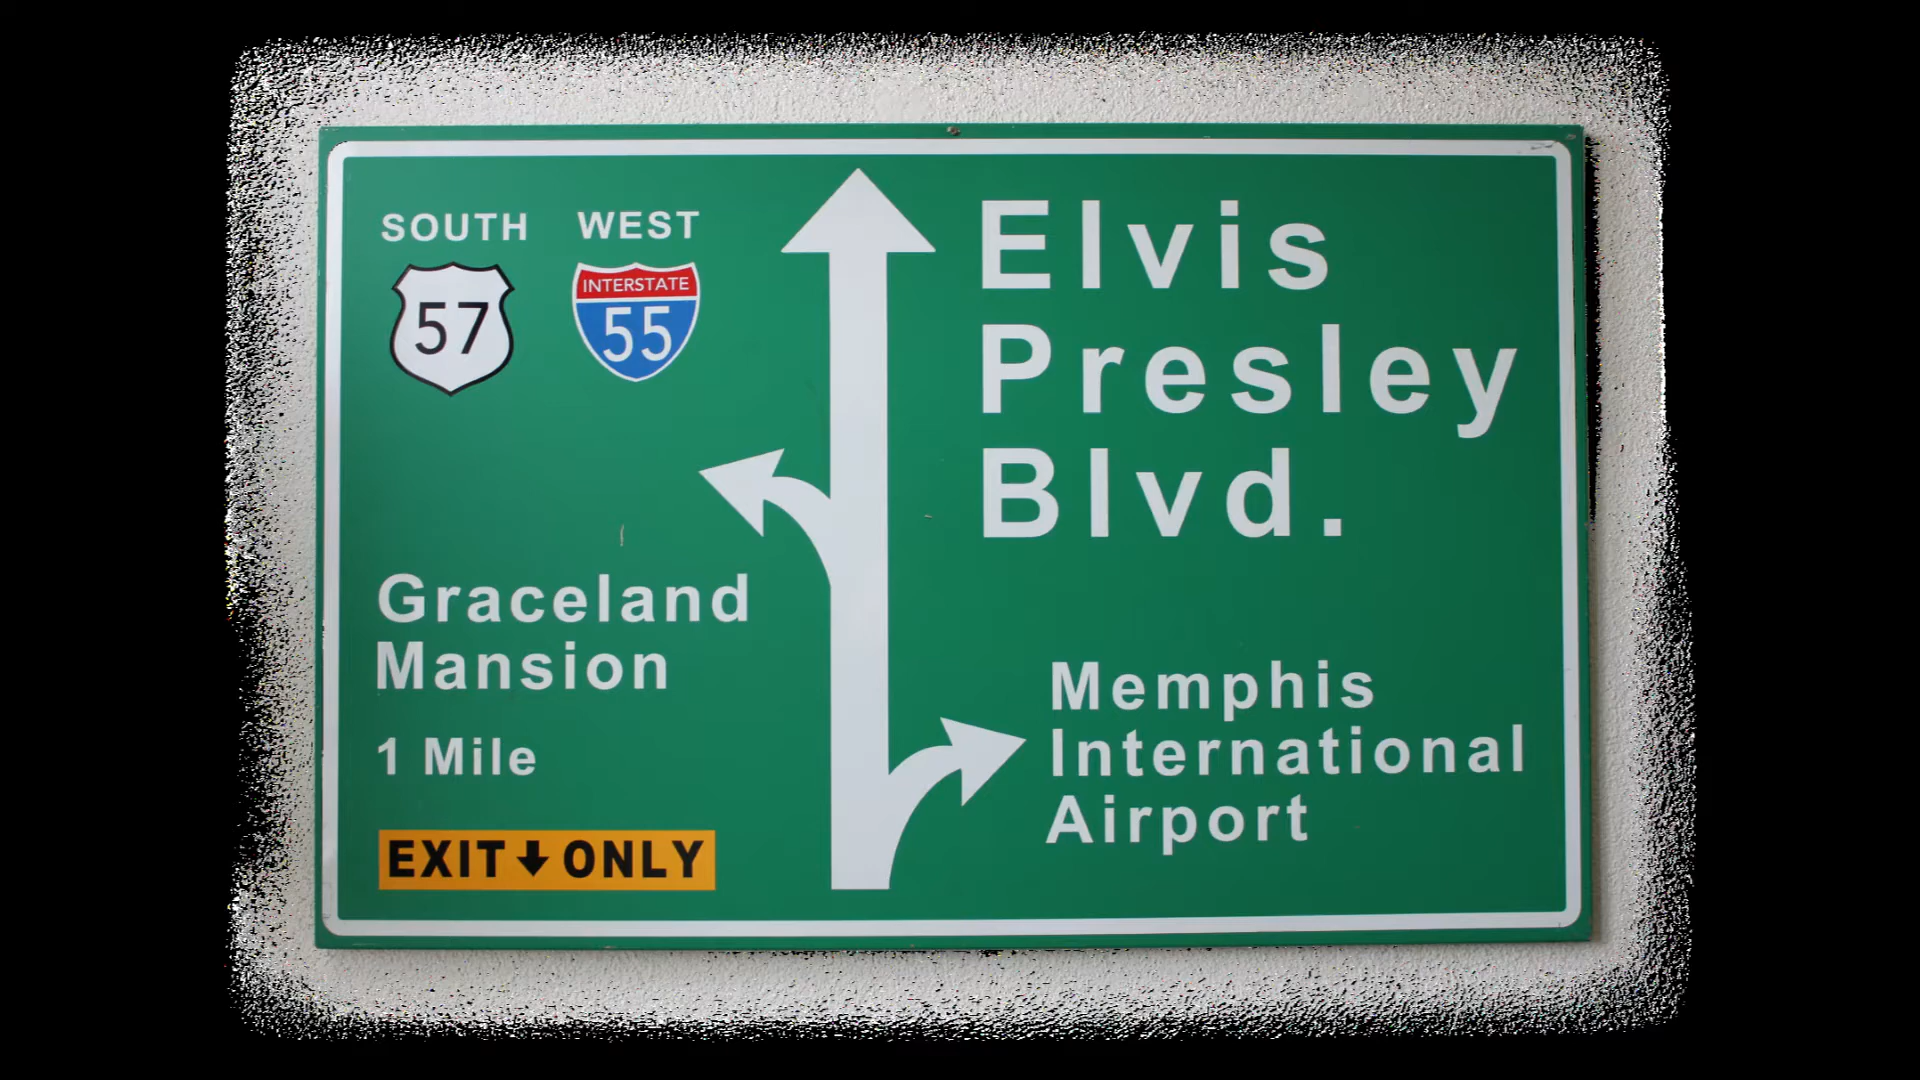 SOUTH WEST
57
INTERSTATE
55
Graceland
Mansion
1 Mile
EXIT ONLY
Elvis
Presley
Blvd.
Memphis
International
Airport